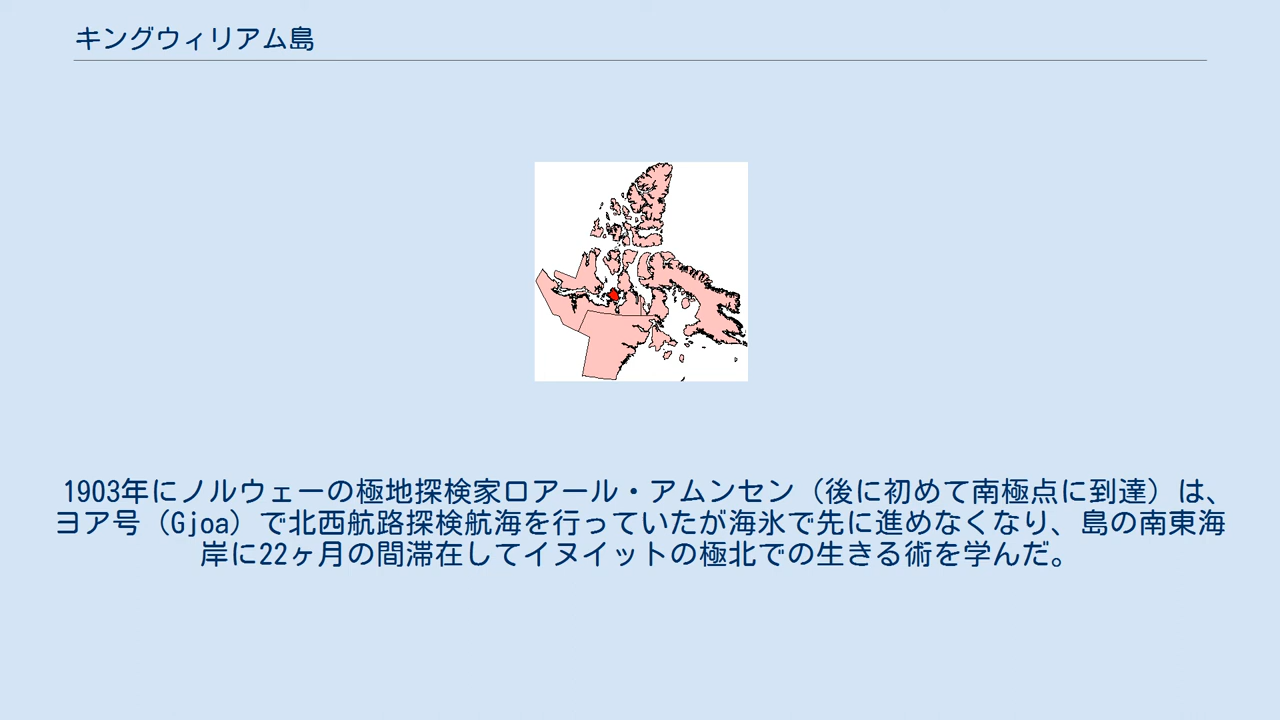 キングウィリアム島
1903年にノルウェーの極地探検家ロアール・アムンセン（後に初めて南極点に到達）は、
ヨア号（Gjoa）で北西航路探検航海を行っていたが海氷で先に進めなくなり、島の南東海
岸に22ヶ月の間滞在してイヌイットの極北での生きる術を学んだ。